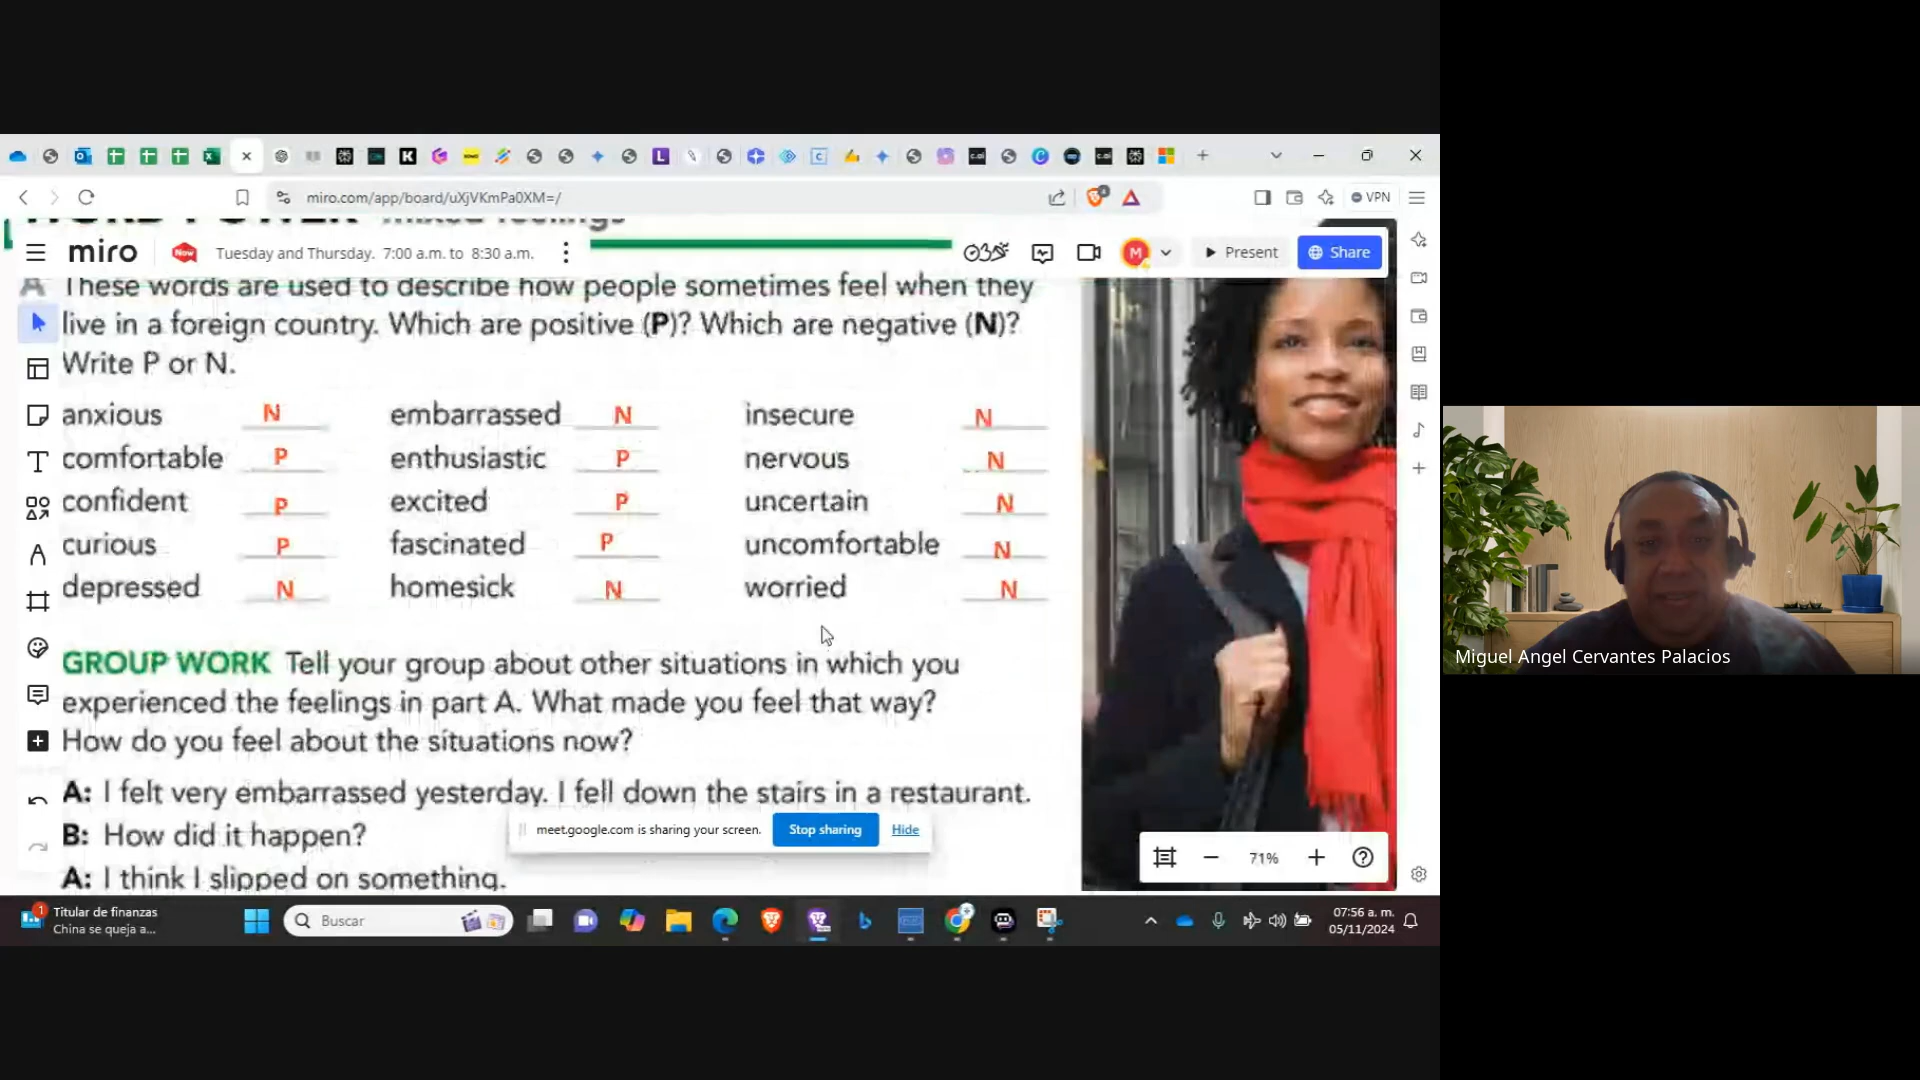 miro.com/app/board/uXjVKmPa0XM=/
VPN
WORD POWER mixed feelings
miro
Now
Tuesday and Thursday. 7:00 a.m. to 8:30 a.m.
M
Present
Share
A These words are used to describe how people sometimes feel when they
live in a foreign country. Which are positive (P)? Which are negative (N)?
Write P or N.
anxious N embarrassed N insecure N
comfortable P enthusiastic P nervous N
confident P excited P uncertain N
curious P fascinated P uncomfortable N
depressed N homesick N worried N
GROUP WORK Tell your group about other situations in which you
experienced the feelings in part A. What made you feel that way?
How do you feel about the situations now?
A: I felt very embarrassed yesterday. I fell down the stairs in a restaurant.
meet.google.com is sharing your screen. Stop sharing Hide
B: How did it happen?
A: I think I slipped on something.
71%
Miguel Angel Cervantes Palacios
1
Titular de finanzas
China se queja a...
Buscar
07:56 a. m.
05/11/2024